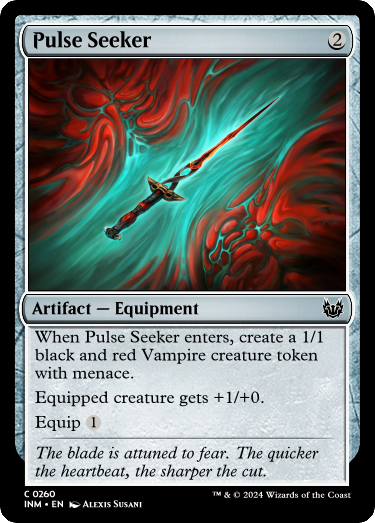 Pulse Seeker 2
Artifact — Equipment
When Pulse Seeker enters, create a 1/1
black and red Vampire creature token
with menace.
Equipped creature gets +1/+0.
Equip 1
The blade is attuned to fear. The quicker
the heartbeat, the sharper the cut.
C 0260
INM • EN Alexis Susani
™ & © 2024 Wizards of the Coast